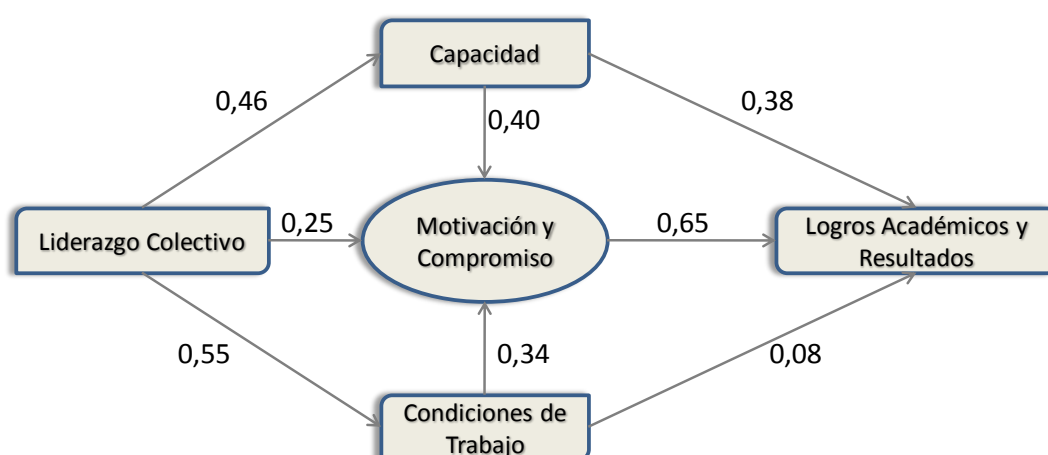 Capacidad
0,46
0,38
0,40
Liderazgo Colectivo
0,25
Motivación y
Compromiso
0,65
Logros Académicos y
Resultados
0,55
0,34
0,08
Condiciones de
Trabajo